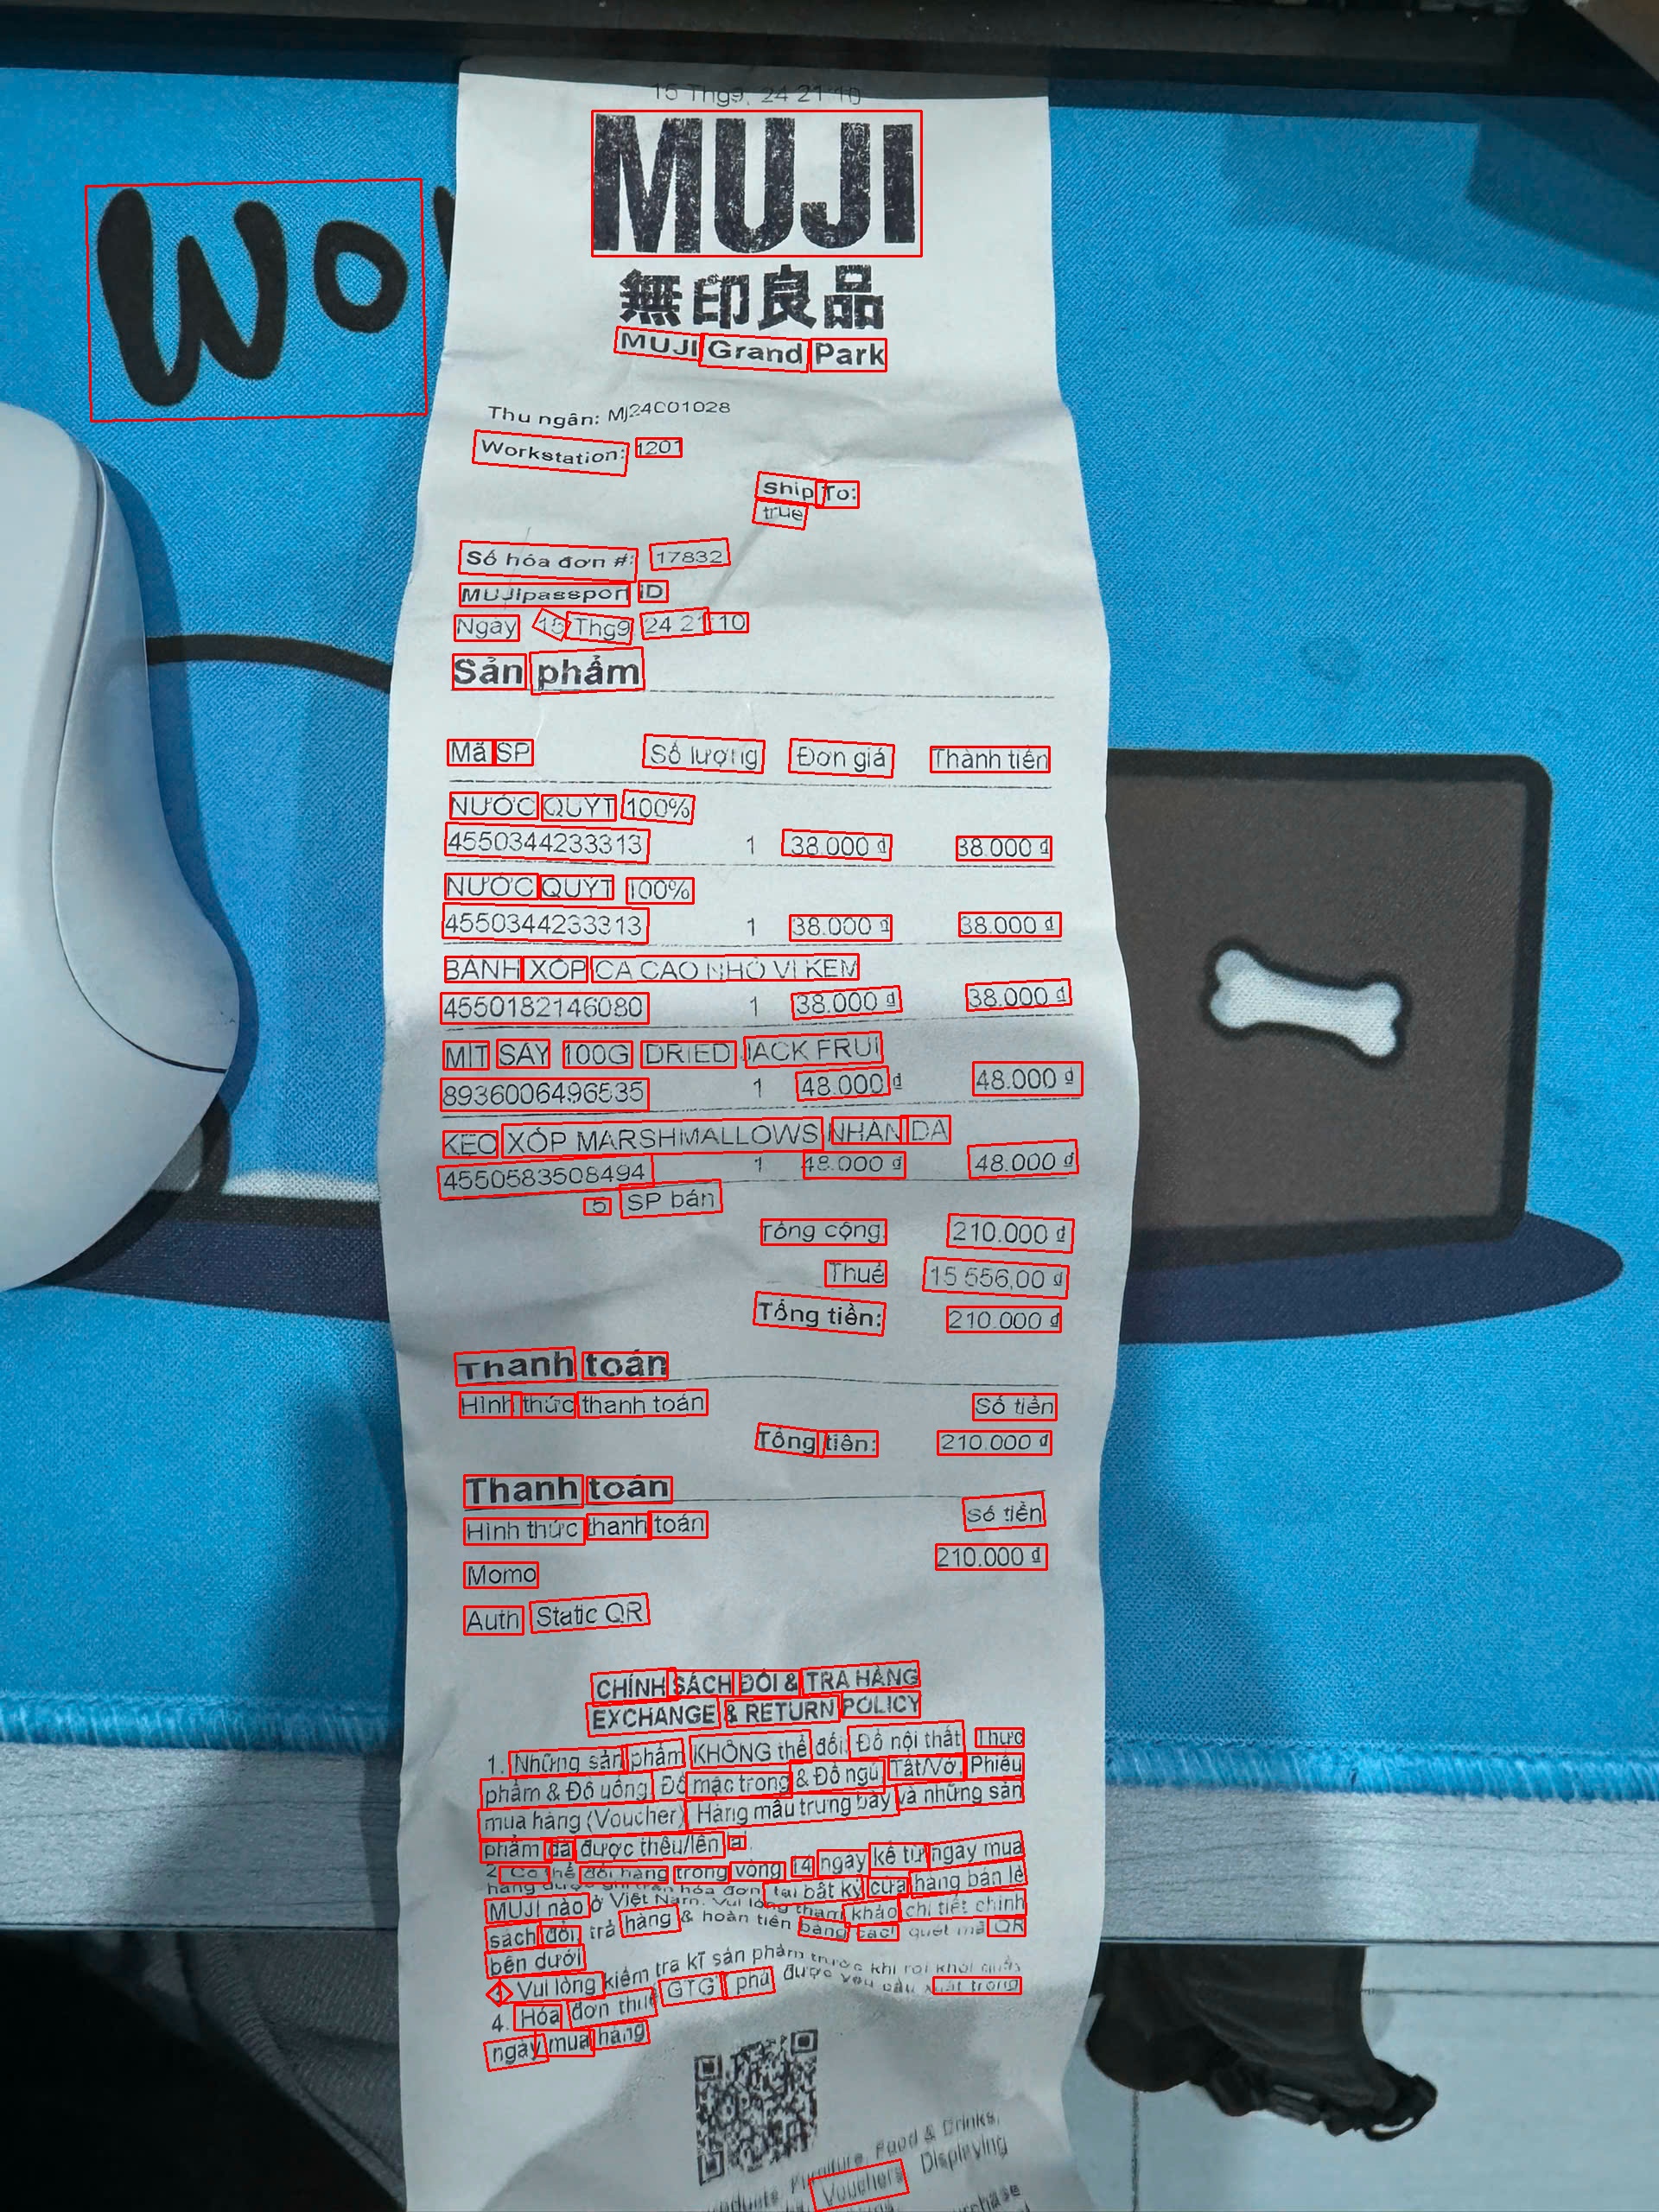 15 Thg9, 24 21:10
MUJI
無印良品
MUJI Grand Park
Wo
Thu ngân: Mj24C01028
Workstation: 1201
Ship To:
true
Số hóa đơn #: 17832
MUJIpassport ID
Ngày 15 Thg9 24 21:10
Sản phẩm
Mã SP Số lượng Đơn giá Thành tiền
NƯỚC QUÝT 100%
4550344233313 1 38.000 ₫ 38.000 ₫
NƯỚC QUÝT 100%
4550344233313 1 38.000 ₫ 38.000 ₫
BÁNH XỐP CA CAO NHỎ VỊ KEM
4550182146080 1 38.000 ₫ 38.000 ₫
MÍT SẤY 100G DRIED JACK FRUI
8936006496535 1 48.000 ₫ 48.000 ₫
KẸO XỐP MARSHMALLOWS NHÂN DÂ
4550583508494 1 48.000 ₫ 48.000 ₫
5 SP bán
Tổng cộng: 210.000 ₫
Thuế 15 556,00 ₫
Tổng tiền: 210.000 ₫
Thanh toán
Hình thức thanh toán Số tiền
Tổng tiền: 210.000 ₫
Thanh toán
Hình thức thanh toán Số tiền
Momo 210.000 ₫
Auth Static QR
CHÍNH SÁCH ĐỔI & TRẢ HÀNG
EXCHANGE & RETURN POLICY
1. Những sản phẩm KHÔNG thể đổi: Đồ nội thất, Thực
phẩm & Đồ uống, Đồ mặc trong & Đồ ngủ, Tất/Vớ, Phiếu
mua hàng (Voucher), Hàng mẫu trưng bày và những sản
phẩm đã được thêu/lên lai.
2. Có thể đổi hàng trong vòng 14 ngày kể từ ngày mua
hàng được ghi trên hóa đơn tại bất kỳ cửa hàng bán lẻ
MUJI nào ở Việt Nam. Vui lòng tham khảo chi tiết chính
sách đổi, trả hàng & hoàn tiền bằng cách quét mã QR
bên dưới
3. Vui lòng kiểm tra kĩ sản phẩm trước khi rời khỏi quầy
4. Hóa đơn thuế GTGT phải được yêu cầu xuất trong
ngày mua hàng
Furniture, Food & Drinks,
Vouchers, Displaying